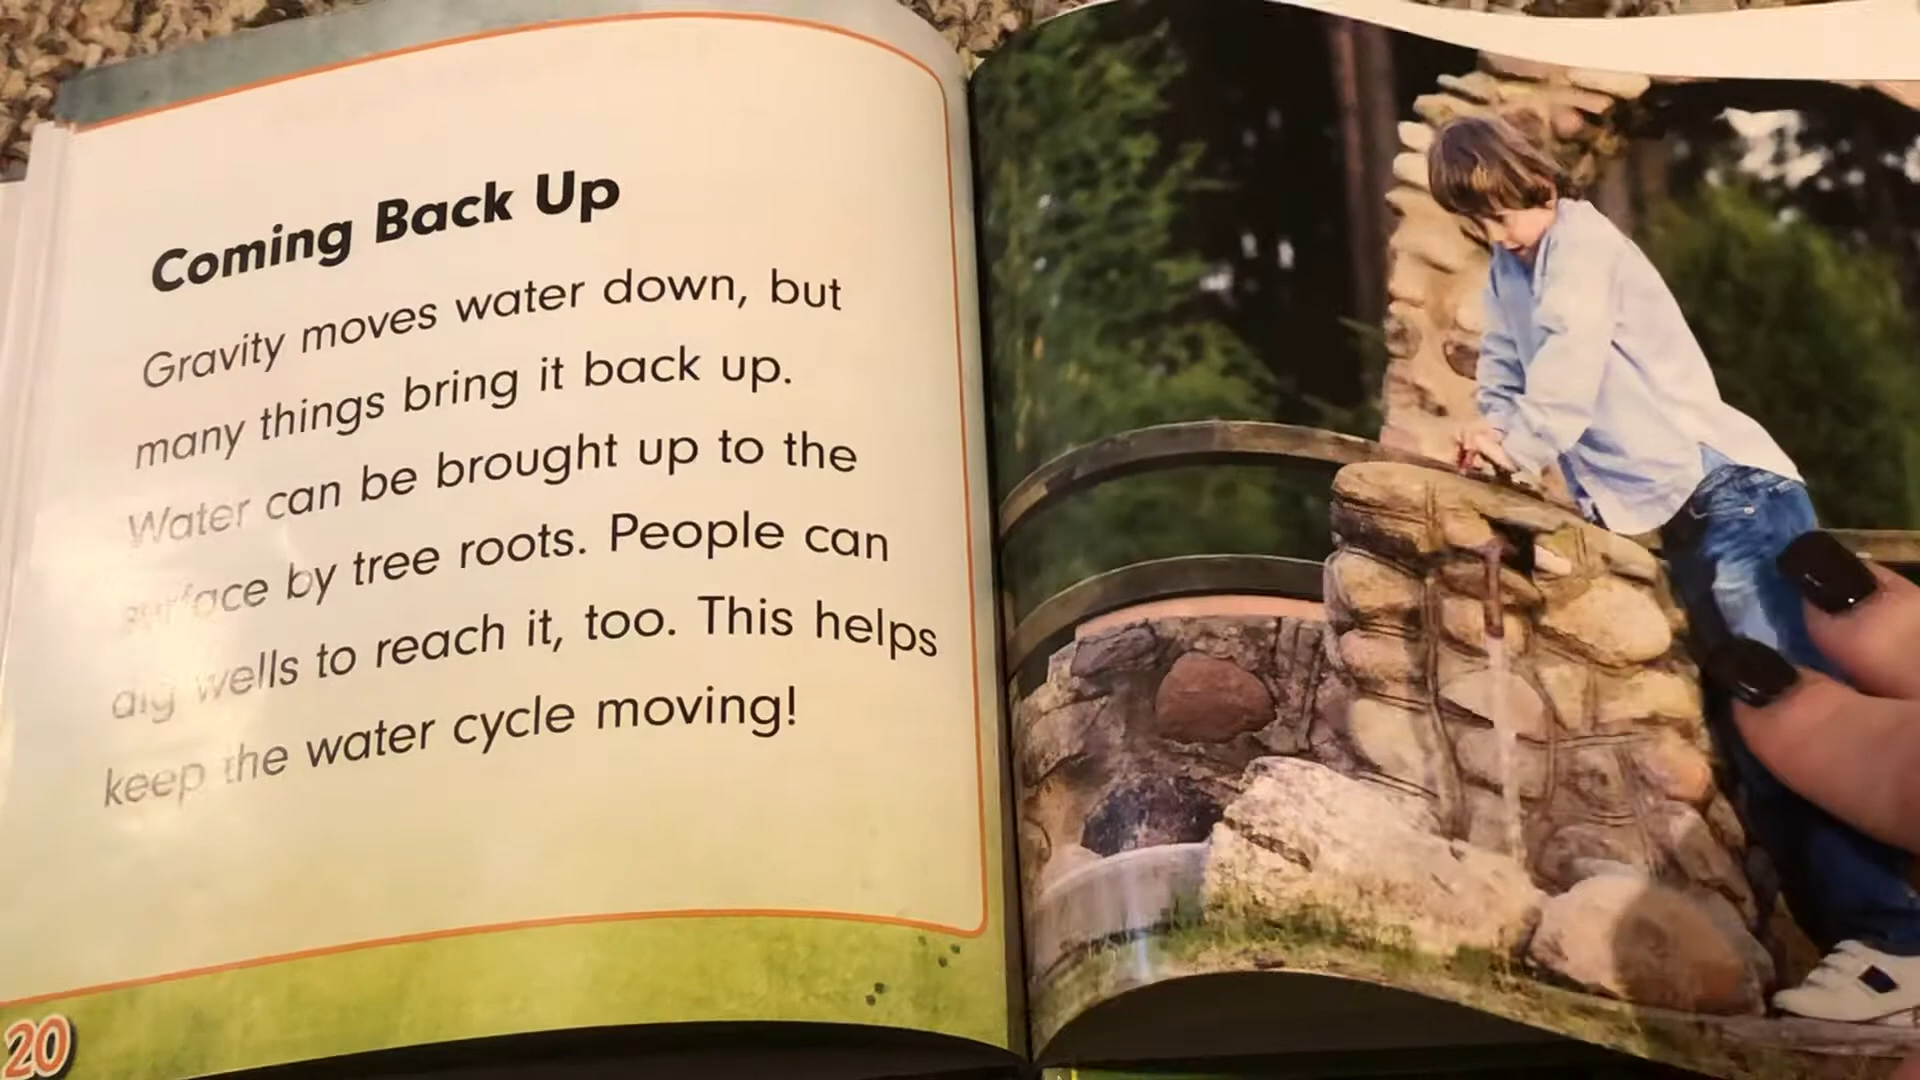 Coming Back Up
Gravity moves water down, but
many things bring it back up.
Water can be brought up to the
surface by tree roots. People can
dig wells to reach it, too. This helps
keep the water cycle moving!
20